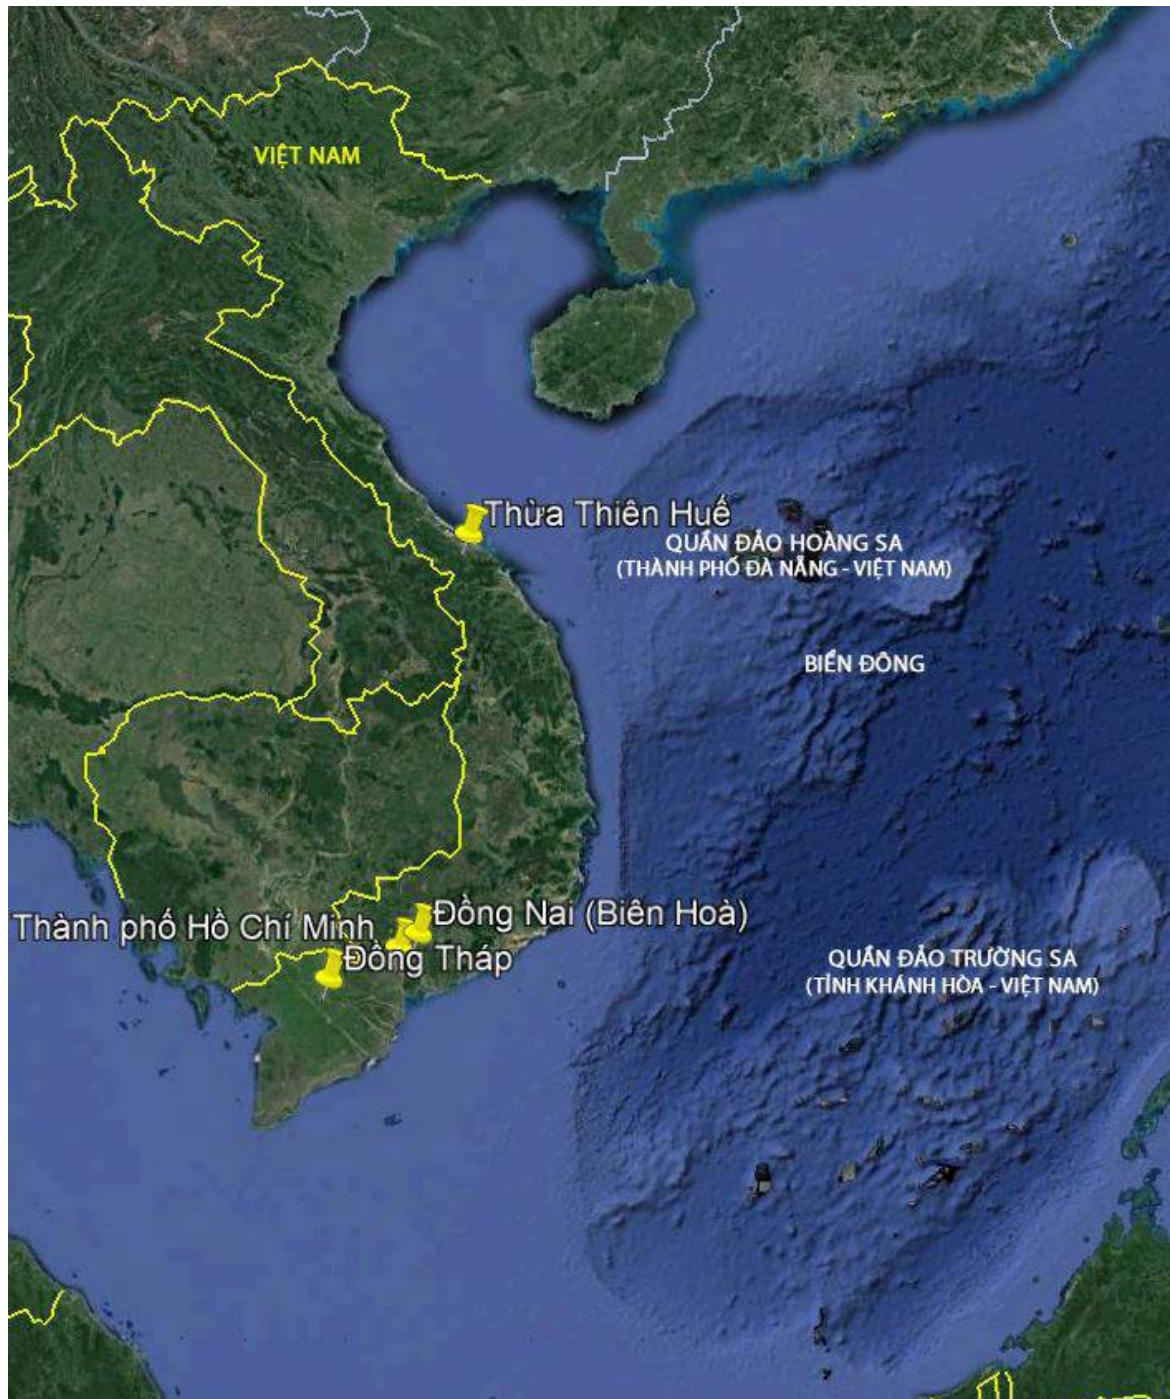 VIỆT NAM
Thừa Thiên Huế
QUẦN ĐẢO HOÀNG SA
(THÀNH PHỐ ĐÀ NẴNG - VIỆT NAM)
BIỂN ĐÔNG
Đồng Nai (Biên Hoà)
Thành phố Hồ Chí Minh
Đồng Tháp
QUẦN ĐẢO TRƯỜNG SA
(TỈNH KHÁNH HÒA - VIỆT NAM)